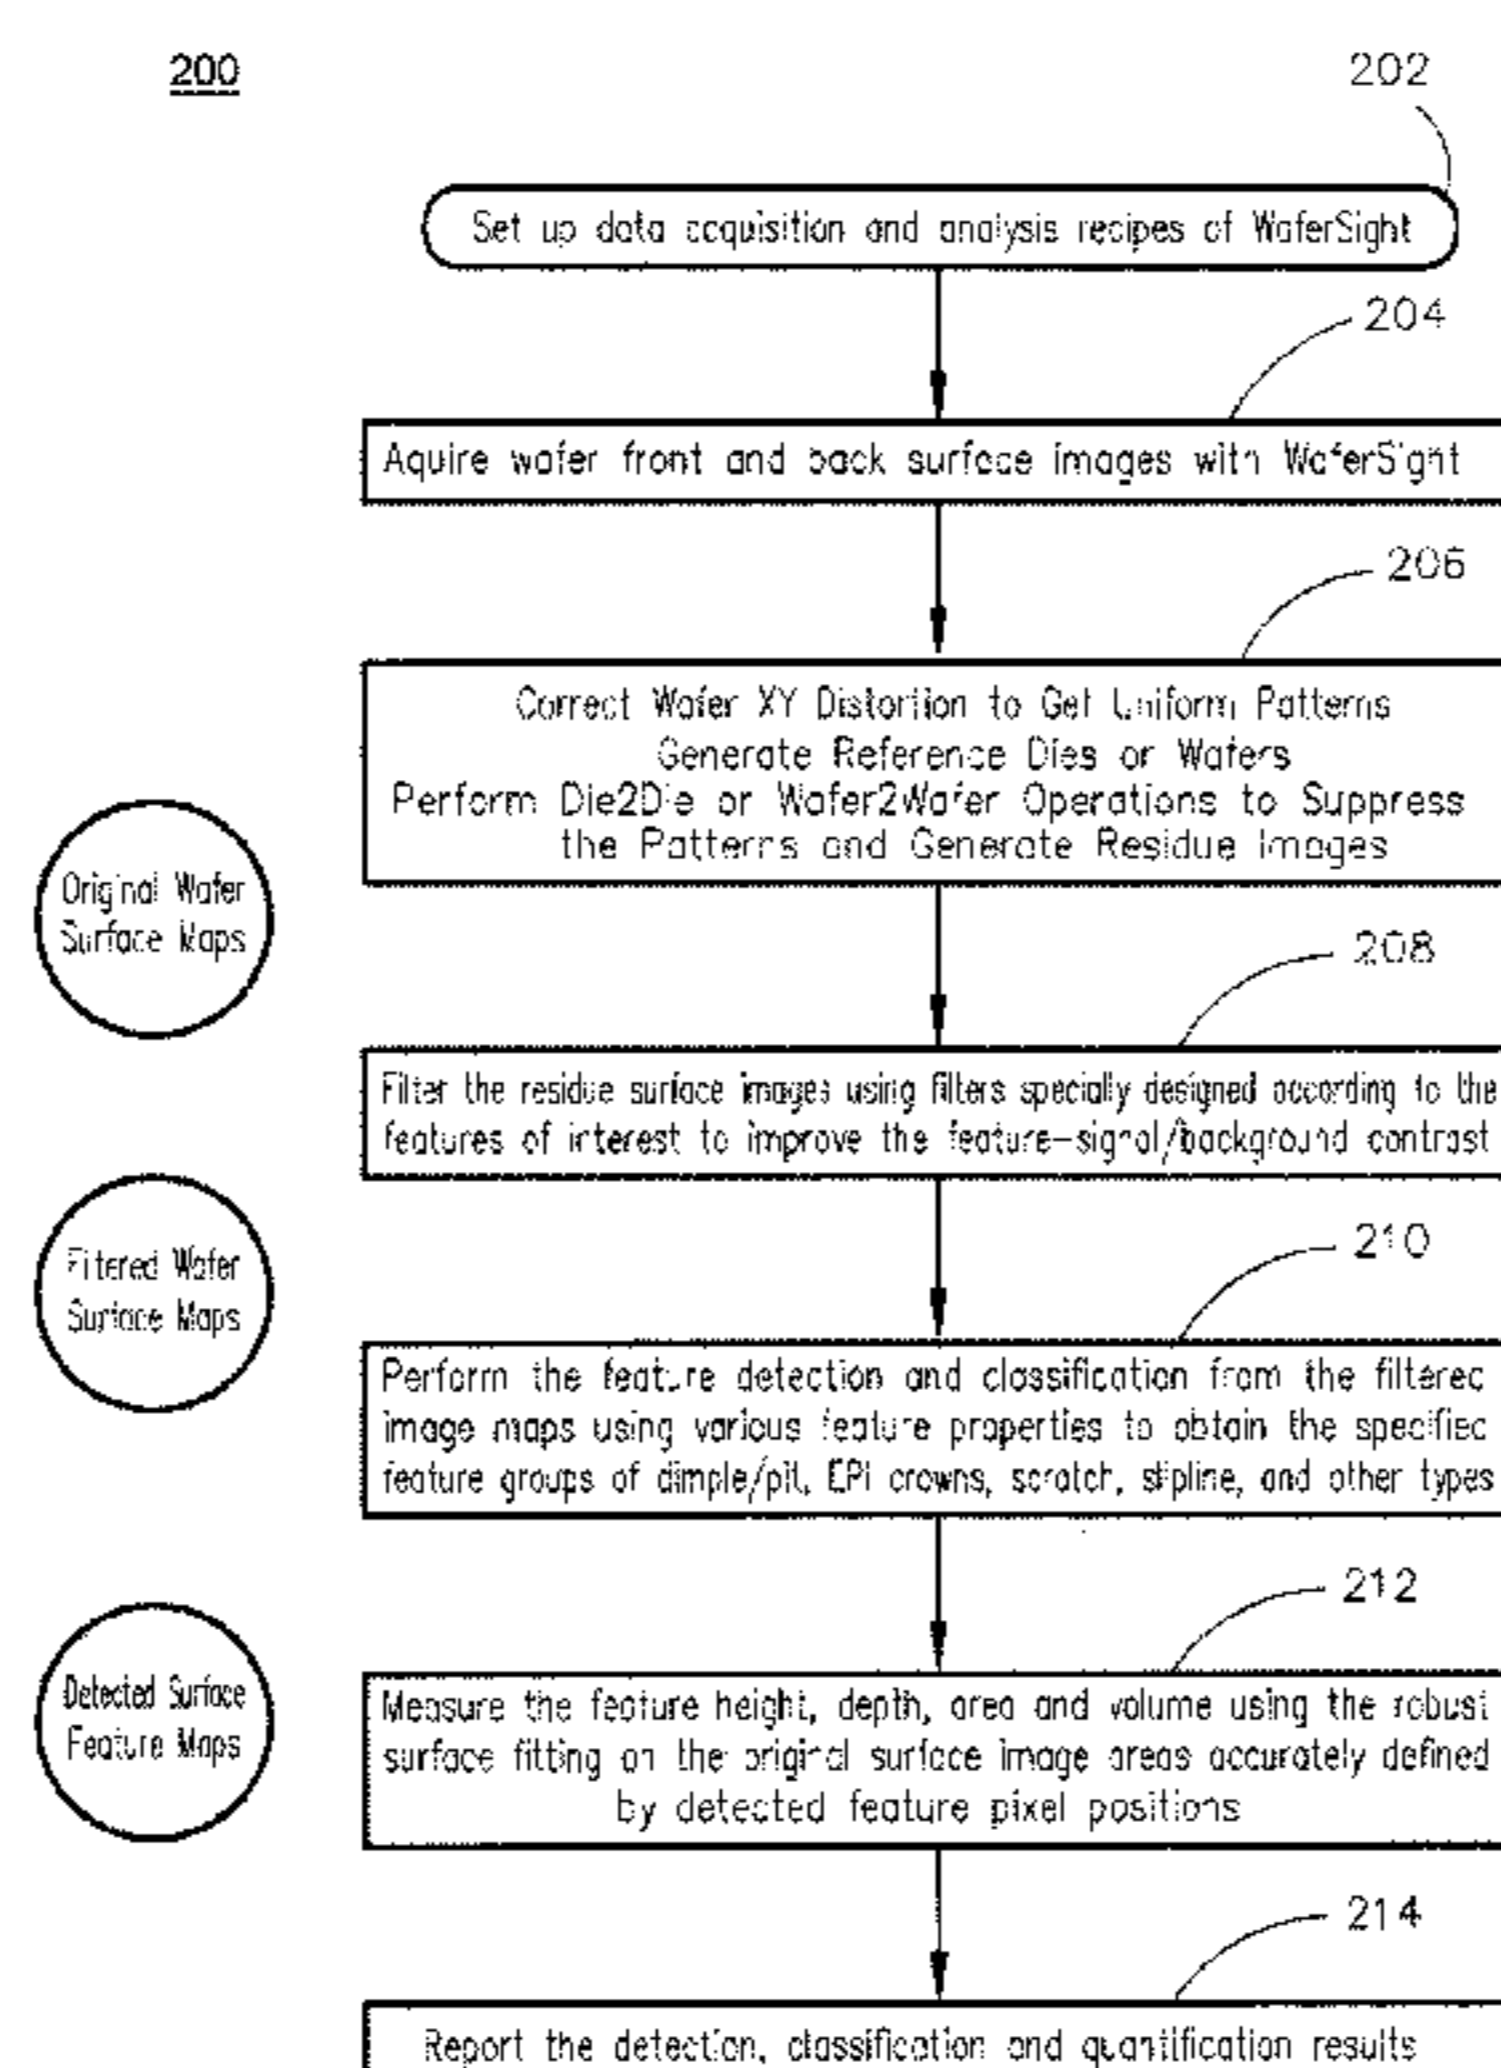 200
202
Set up data acquisition and analysis recipes of WaferSight
204
Aquire wafer front and back surface images with WaferSight
206
Correct Wafer XY Distortion to Get Uniform Patterns
Generate Reference Dies or Wafers
Perform Die2Die or Wafer2Wafer Operations to Suppress
the Patterns and Generate Residue Images
Original Wafer
Surface Maps
208
Filter the residue surface images using filters specially designed according to the
features of interest to improve the feature-signal/background contrast
Filtered Wafer
Surface Maps
210
Perform the feature detection and classification from the filtered
image maps using various feature properties to obtain the specified
feature groups of dimple/pit, EPI crowns, scratch, slipline, and other types
212
Detected Surface
Feature Maps
Measure the feature height, depth, area and volume using the robust
surface fitting on the original surface image areas accurately defined
by detected feature pixel positions
214
Report the detection, classification and quantification results